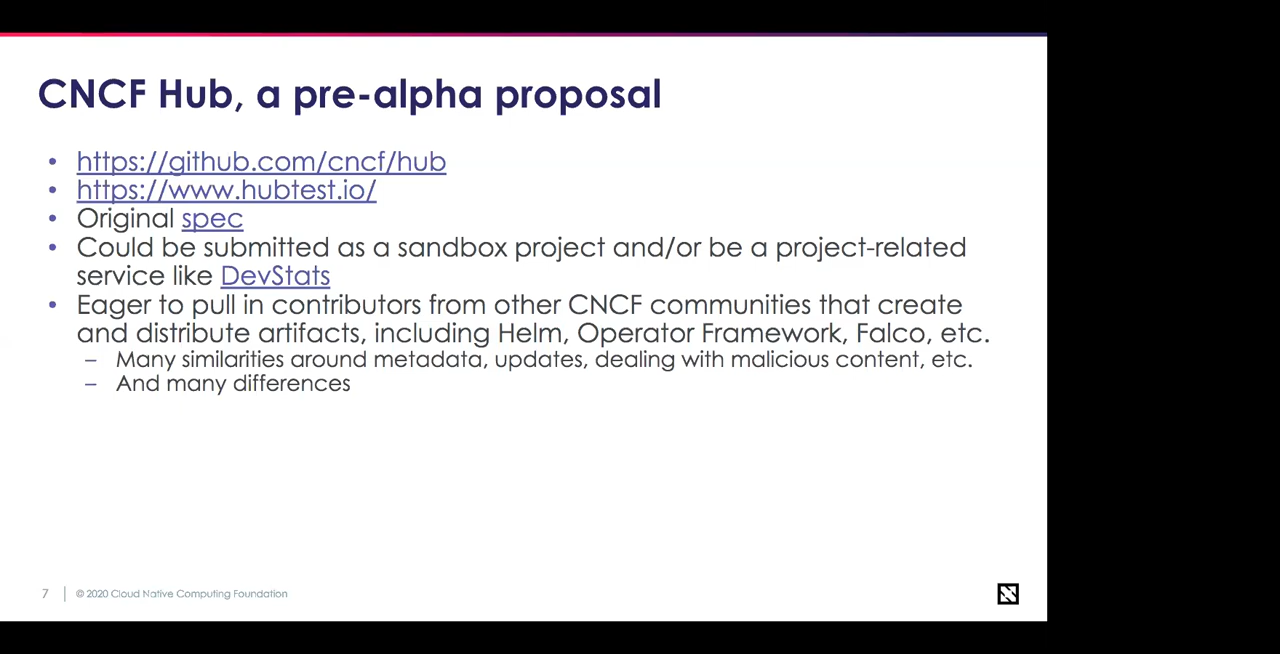 CNCF Hub, a pre-alpha proposal
• https://github.com/cncf/hub
• https://www.hubtest.io/
• Original spec
• Could be submitted as a sandbox project and/or be a project-related
service like DevStats
• Eager to pull in contributors from other CNCF communities that create
and distribute artifacts, including Helm, Operator Framework, Falco, etc.
– Many similarities around metadata, updates, dealing with malicious content, etc.
– And many differences
7 | © 2020 Cloud Native Computing Foundation